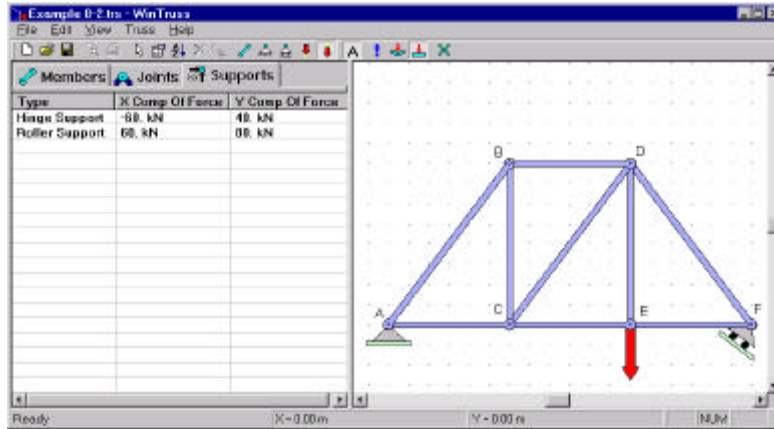 Example 8-2.trs - WinTruss
File Edit View Truss Help
A
Members Joints Supports
Type X Comp Of Force Y Comp Of Force
Hinge Support -60. kN 40. kN
Roller Support 60. kN 80. kN
B D
A C E F
Ready X - 0.00 m Y - 0.00 m NUM